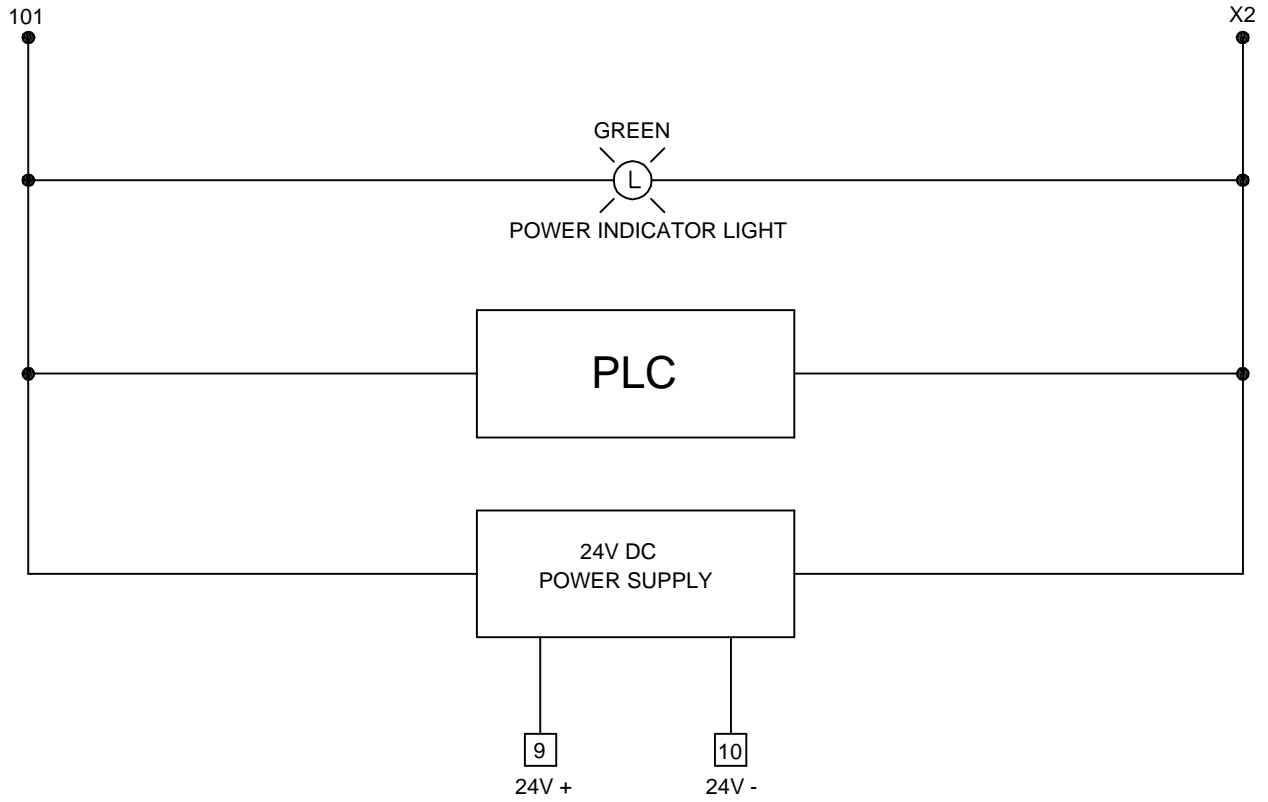 101
X2
GREEN
L
POWER INDICATOR LIGHT
PLC
24V DC
POWER SUPPLY
9
10
24V +
24V -